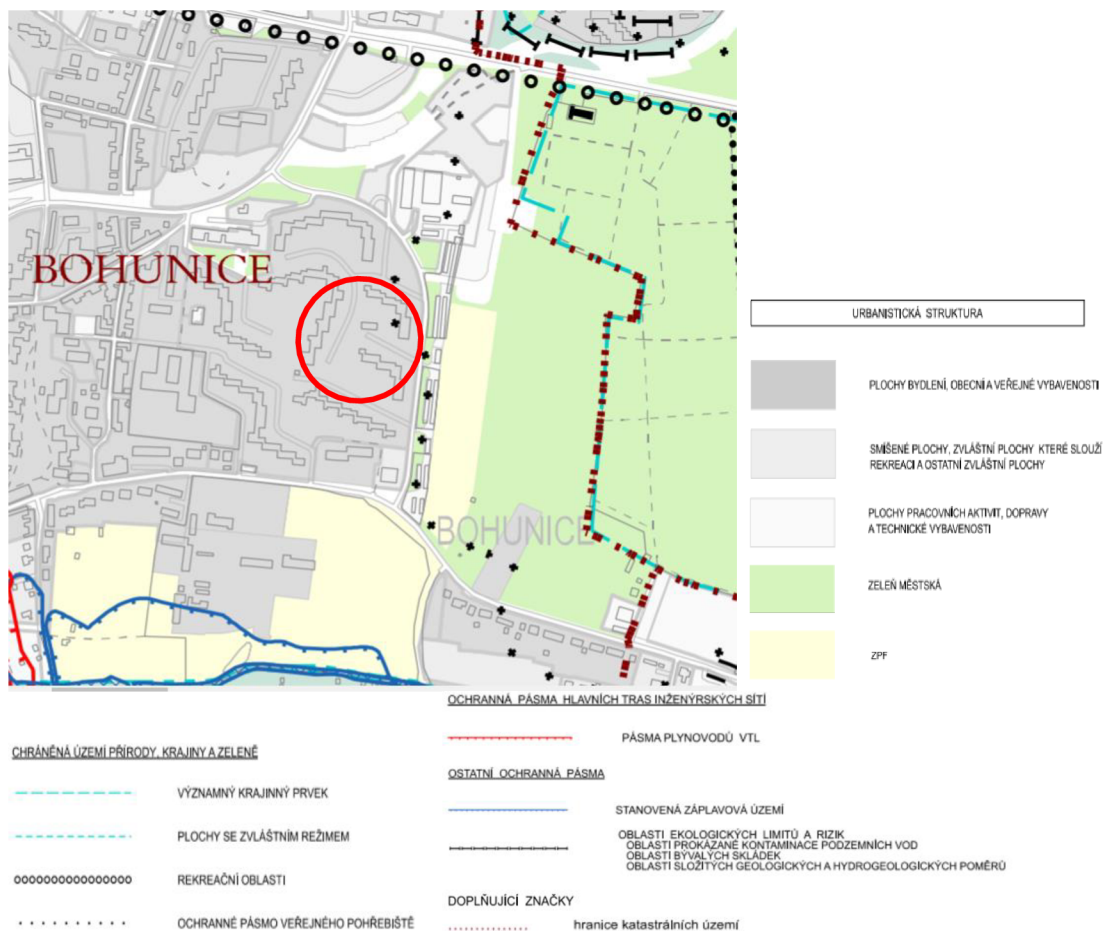 BOHUNICE
BOHUNICE
URBANISTICKÁ STRUKTURA
PLOCHY BYDLENÍ, OBECNÍ A VEŘEJNÉ VYBAVENOSTI
SMÍŠENÉ PLOCHY, ZVLÁŠTNÍ PLOCHY KTERÉ SLOUŽÍ
REKREACI A OSTATNÍ ZVLÁŠTNÍ PLOCHY
PLOCHY PRACOVNÍCH AKTIVIT, DOPRAVY
A TECHNICKÉ VYBAVENOSTI
ZELEŇ MĚSTSKÁ
ZPF
CHRÁNĚNÁ ÚZEMÍ PŘÍRODY, KRAJINY A ZELENĚ
VÝZNAMNÝ KRAJINNÝ PRVEK
PLOCHY SE ZVLÁŠTNÍM REŽIMEM
REKREAČNÍ OBLASTI
OCHRANNÉ PÁSMO VEŘEJNÉHO POHŘEBIŠTĚ
OCHRANNÁ PÁSMA HLAVNÍCH TRAS INŽENÝRSKÝCH SÍTÍ
PÁSMA PLYNOVODŮ VTL
OSTATNÍ OCHRANNÁ PÁSMA
STANOVENÁ ZÁPLAVOVÁ ÚZEMÍ
OBLASTI EKOLOGICKÝCH LIMITŮ A RIZIK
OBLASTI PROKÁZANÉ KONTAMINACE PODZEMNÍCH VOD
OBLASTI BÝVALÝCH SKLÁDEK
OBLASTI SLOŽITÝCH GEOLOGICKÝCH A HYDROGEOLOGICKÝCH POMĚRŮ
DOPLŇUJÍCÍ ZNAČKY
hranice katastrálních území